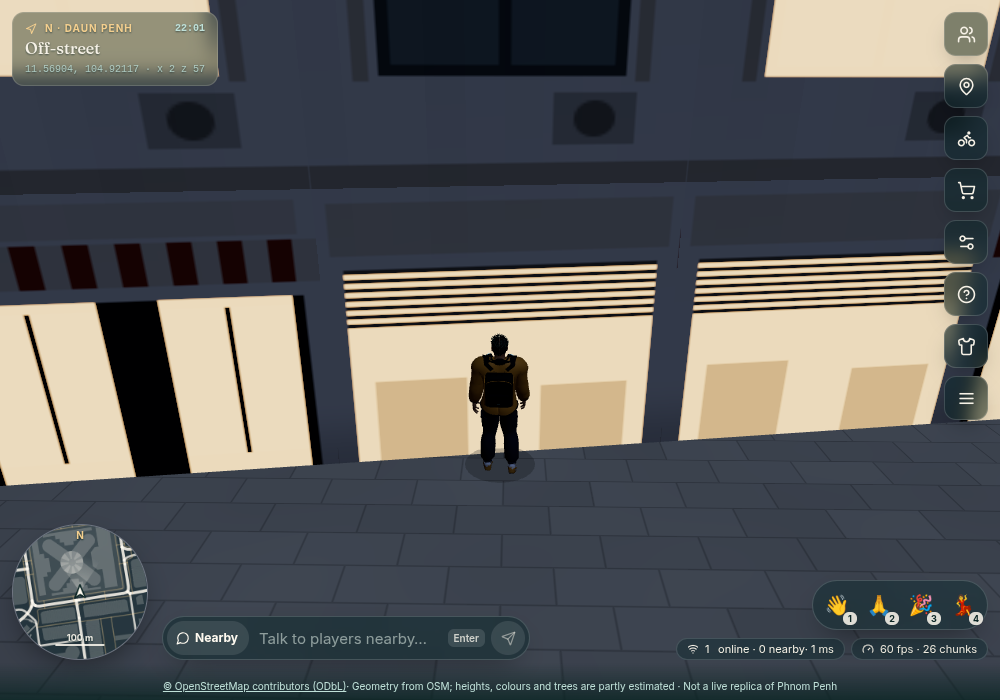 N · DAUN PENH 22:01
Off-street
11.56904, 104.92117 · x 2 z 57
N
100 m
Nearby Talk to players nearby... Enter
👋 1 🙏 2 🎉 3 💃 4
1 online · 0 nearby · 1 ms 60 fps · 26 chunks
© OpenStreetMap contributors (ODbL) · Geometry from OSM; heights, colours and trees are partly estimated · Not a live replica of Phnom Penh